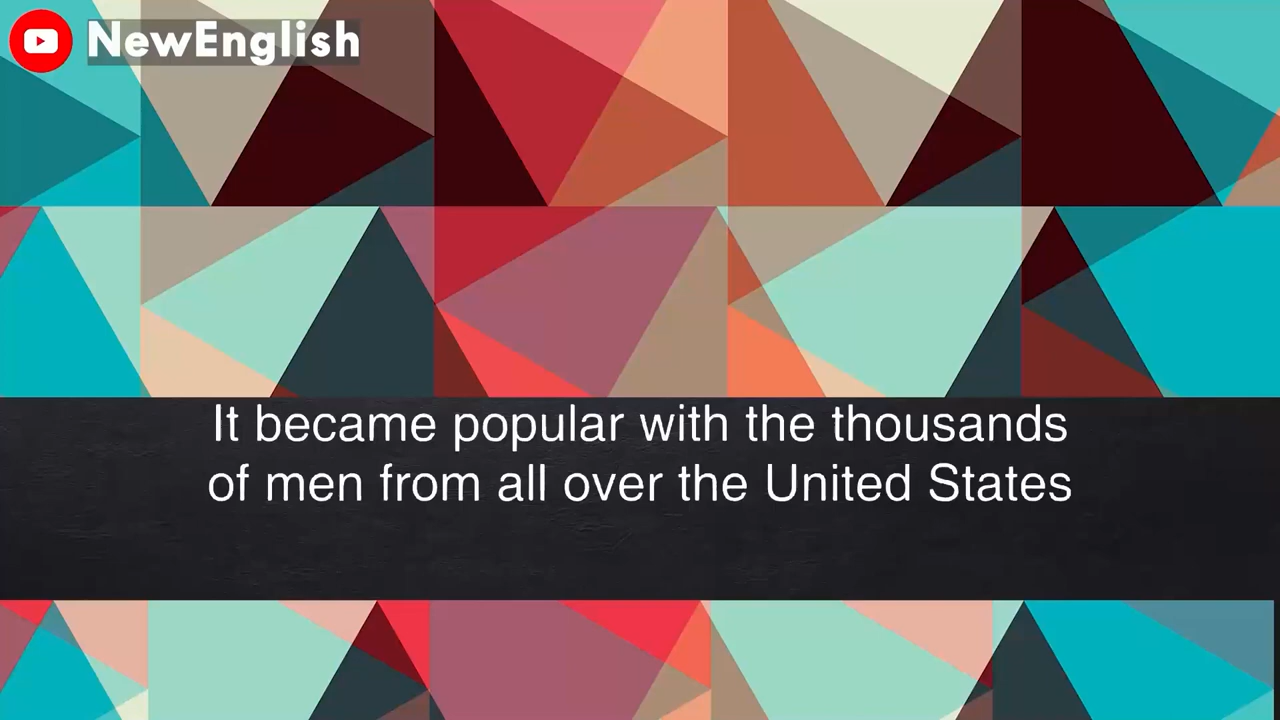 NewEnglish
It became popular with the thousands
of men from all over the United States